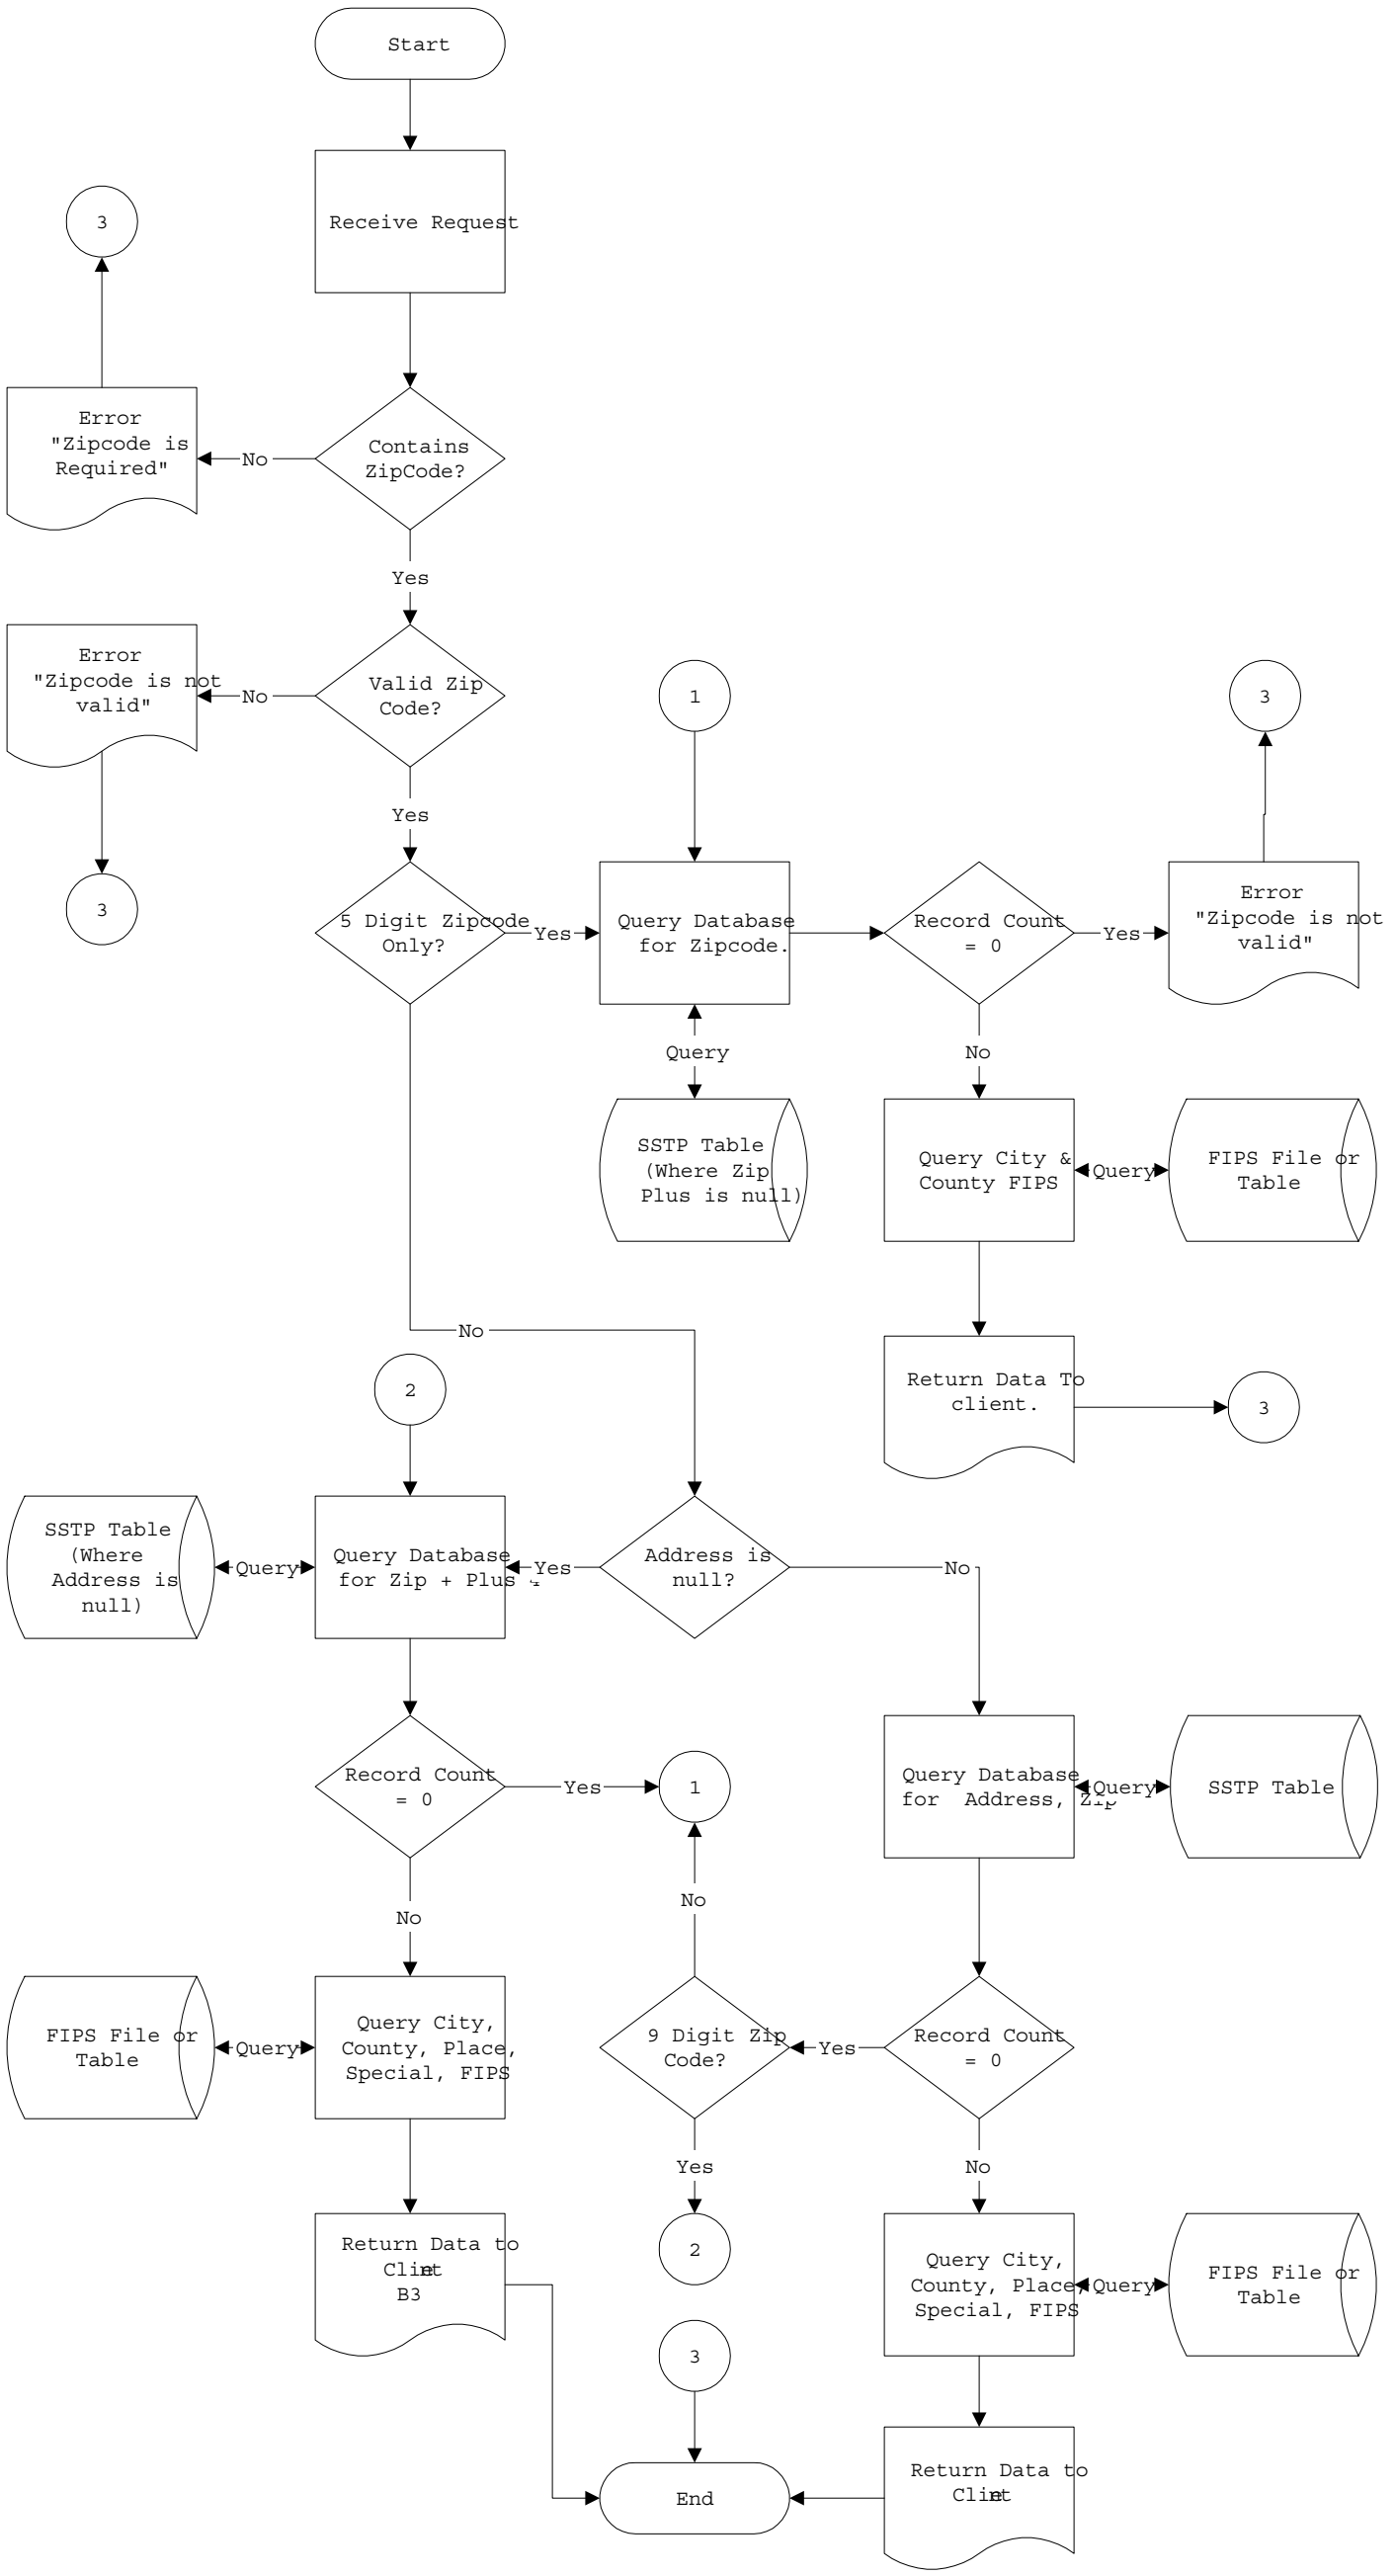 Start
Receive Request
3
Error
"Zipcode is
Required"
No
Contains
ZipCode?
Yes
Error
"Zipcode is not
valid"
No
Valid Zip
Code?
1
3
Yes
3
5 Digit Zipcode
Only?
Yes
Query Database
for Zipcode.
Record Count
= 0
Yes
Error
"Zipcode is not
valid"
Query
No
SSTP Table
(Where Zip
Plus is null)
Query City &
County FIPS
Query
FIPS File or
Table
No
2
Return Data To
client.
3
SSTP Table
(Where
Address is
null)
Query
Query Database
for Zip + Plus 4
Yes
Address is
null?
No
Record Count
= 0
Yes
1
Query Database
for Address, Zip
Query
SSTP Table
No
No
FIPS File or
Table
Query
Query City,
County, Place,
Special, FIPS
9 Digit Zip
Code?
Yes
Record Count
= 0
Yes
No
Return Data to
Client
B3
2
Query City,
County, Place,
Special, FIPS
Query
FIPS File or
Table
3
End
Return Data to
Client